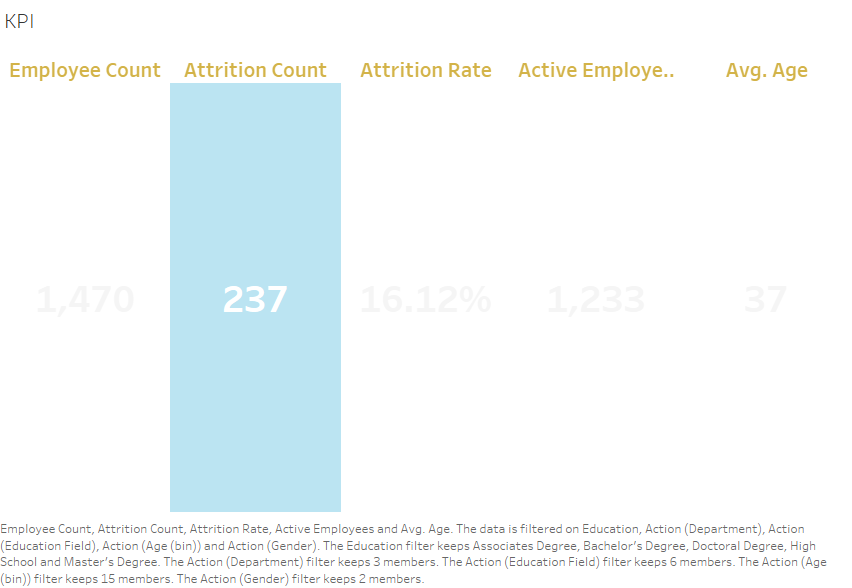 KPI
Employee Count Attrition Count Attrition Rate Active Employe.. Avg. Age
1,470 237 16.12% 1,233 37
Employee Count, Attrition Count, Attrition Rate, Active Employees and Avg. Age. The data is filtered on Education, Action (Department), Action
(Education Field), Action (Age (bin)) and Action (Gender). The Education filter keeps Associates Degree, Bachelor's Degree, Doctoral Degree, High
School and Master's Degree. The Action (Department) filter keeps 3 members. The Action (Education Field) filter keeps 6 members. The Action (Age
(bin)) filter keeps 15 members. The Action (Gender) filter keeps 2 members.